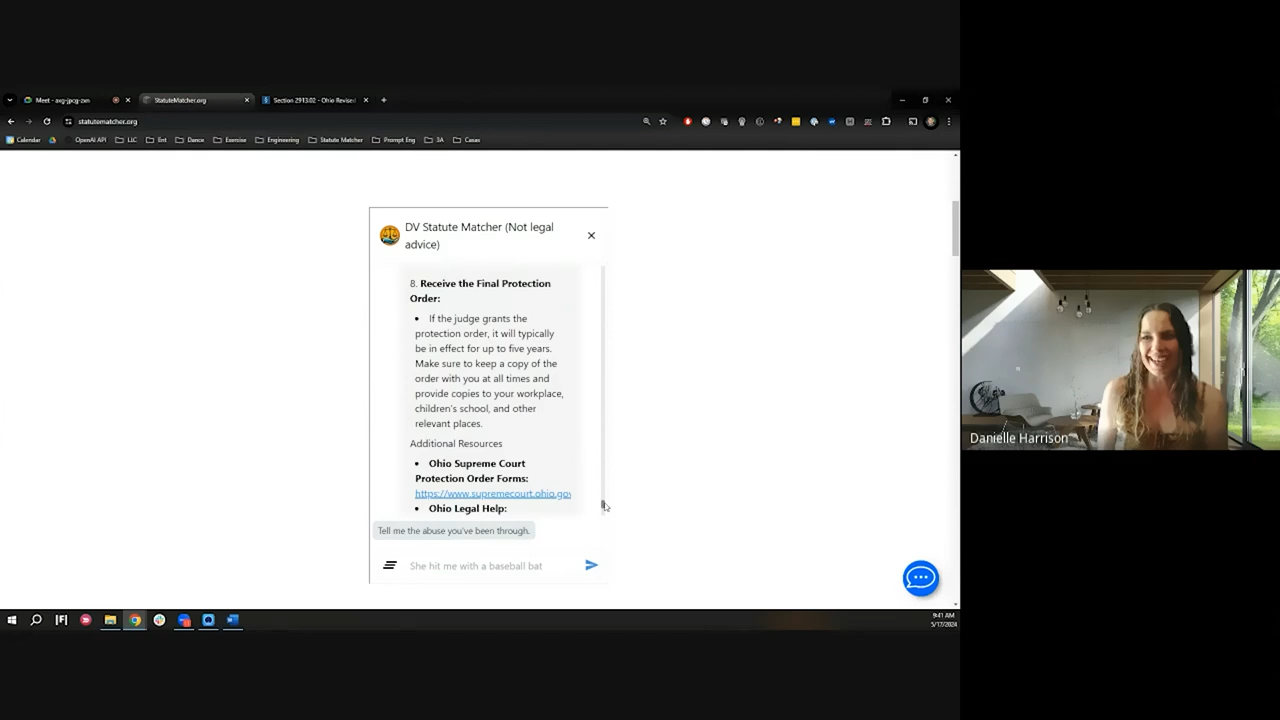 Meet - axg-jpcg-zxn
StatuteMatcher.org
Section 2913.02 - Ohio Revised
statutematcher.org
Calendar
OpenAI API
LLC
Ent
Dance
Exercise
Engineering
Statute Matcher
Prompt Eng
3A
Cases
DV Statute Matcher (Not legal
advice)
8. Receive the Final Protection
Order:
• If the judge grants the
protection order, it will typically
be in effect for up to five years.
Make sure to keep a copy of the
order with you at all times and
provide copies to your workplace,
children's school, and other
relevant places.
Additional Resources
• Ohio Supreme Court
Protection Order Forms:
https://www.supremecourt.ohio.gov
• Ohio Legal Help:
Tell me the abuse you've been through.
She hit me with a baseball bat
Danielle Harrison
9:41 AM
5/17/2024